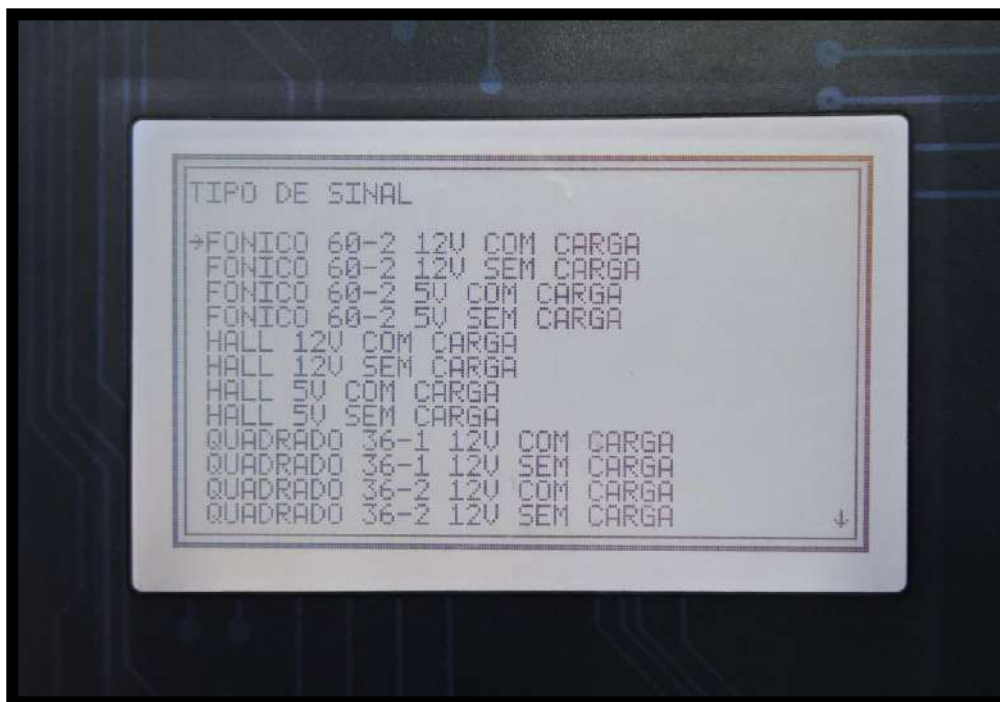 TIPO DE SINAL
→FONICO 60-2 12V COM CARGA
FONICO 60-2 12V SEM CARGA
FONICO 60-2 5V COM CARGA
FONICO 60-2 5V SEM CARGA
HALL 12V COM CARGA
HALL 12V SEM CARGA
HALL 5V COM CARGA
HALL 5V SEM CARGA
QUADRADO 36-1 12V COM CARGA
QUADRADO 36-1 12V SEM CARGA
QUADRADO 36-2 12V COM CARGA
QUADRADO 36-2 12V SEM CARGA ↓